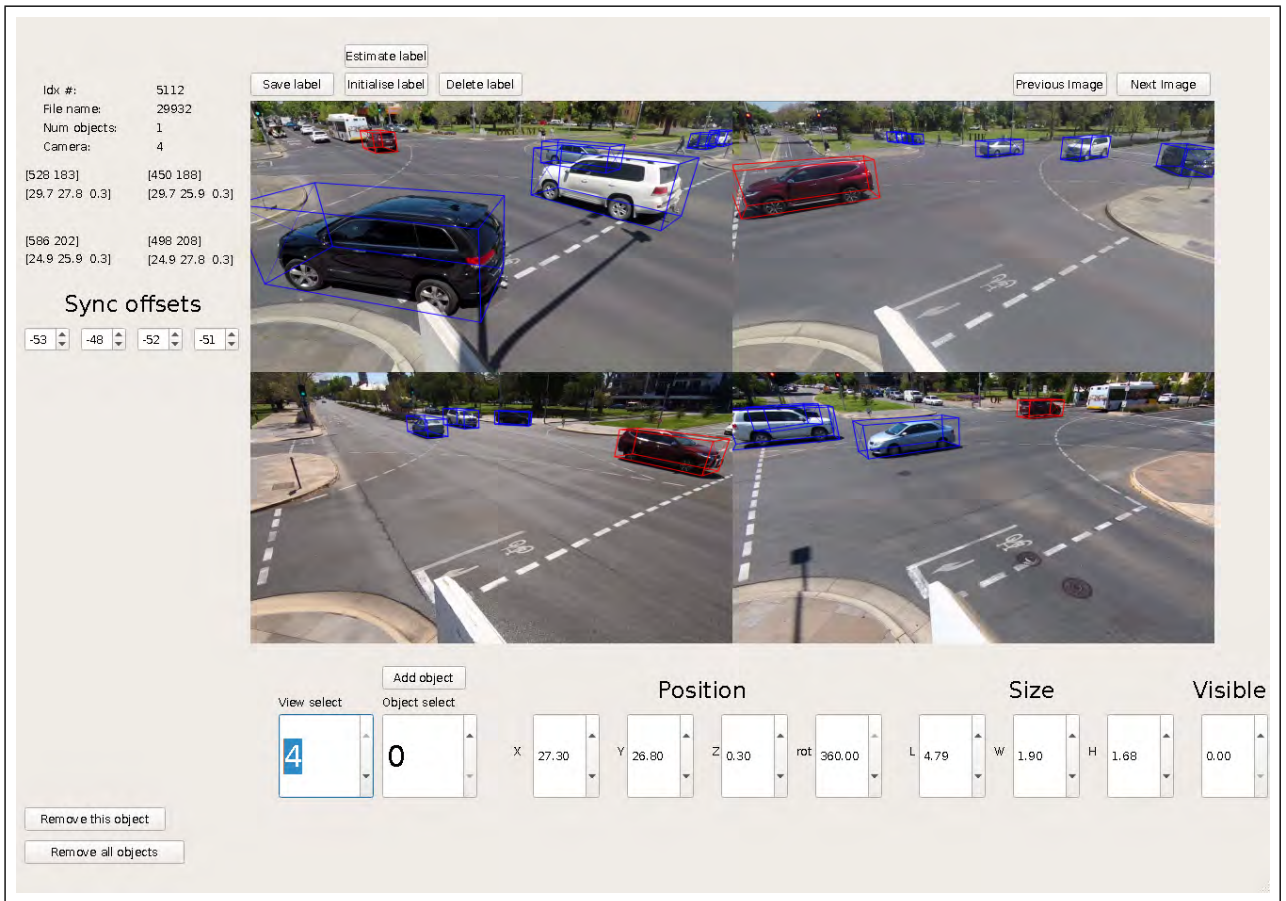 Estimate label
Save label Initialise label Delete label Previous Image Next Image
Idx #: 5112
File name: 29932
Num objects: 1
Camera: 4
[528 183] [450 188]
[29.7 27.8 0.3] [29.7 25.9 0.3]
[586 202] [498 208]
[24.9 25.9 0.3] [24.9 27.8 0.3]
Sync offsets
-53 -48 -52 -51
Add object
View select Object select Position Size Visible
4 0 X 27.30 Y 26.80 Z 0.30 rot 360.00 L 4.79 W 1.90 H 1.68 0.00
Remove this object
Remove all objects